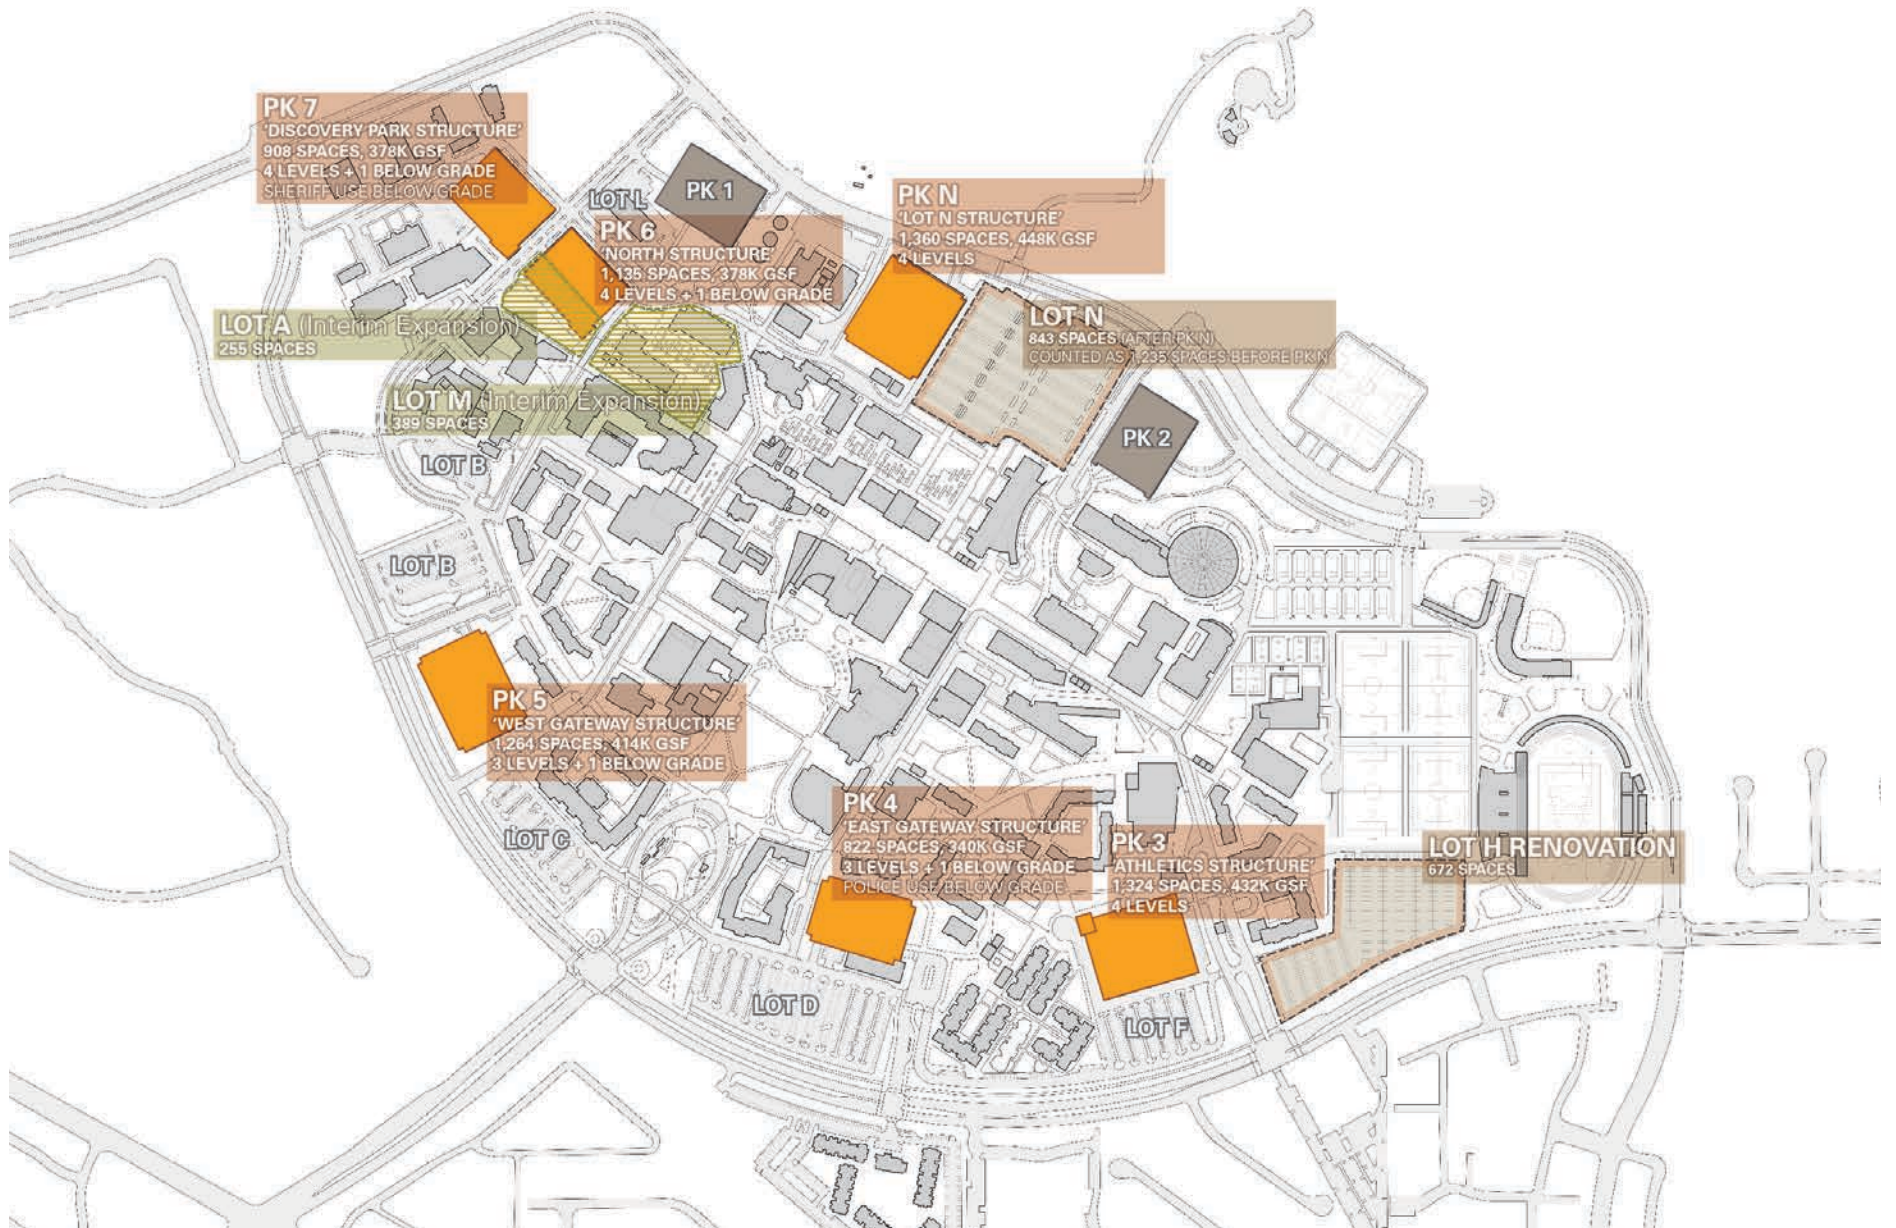 PK 7
'DISCOVERY PARK STRUCTURE'
908 SPACES, 378K GSF
4 LEVELS + 1 BELOW GRADE
SHERIFF USE BELOW GRADE
LOT L
PK 1
PK 6
'NORTH STRUCTURE'
1,135 SPACES, 378K GSF
4 LEVELS + 1 BELOW GRADE
PK N
'LOT N STRUCTURE'
1,360 SPACES, 448K GSF
4 LEVELS
LOT A (Interim Expansion)
255 SPACES
LOT N
843 SPACES (AFTER PK N)
COUNTED AS 1,235 SPACES BEFORE PK N
LOT M (Interim Expansion)
389 SPACES
PK 2
LOT B
LOT B
PK 5
'WEST GATEWAY STRUCTURE'
1,264 SPACES, 414K GSF
3 LEVELS + 1 BELOW GRADE
LOT C
PK 4
'EAST GATEWAY STRUCTURE'
822 SPACES, 340K GSF
3 LEVELS + 1 BELOW GRADE
POLICE USE BELOW GRADE
PK-3
'ATHLETICS STRUCTURE'
1,324 SPACES, 432K GSF
4 LEVELS
LOT H RENOVATION
672 SPACES
LOT D
LOT F